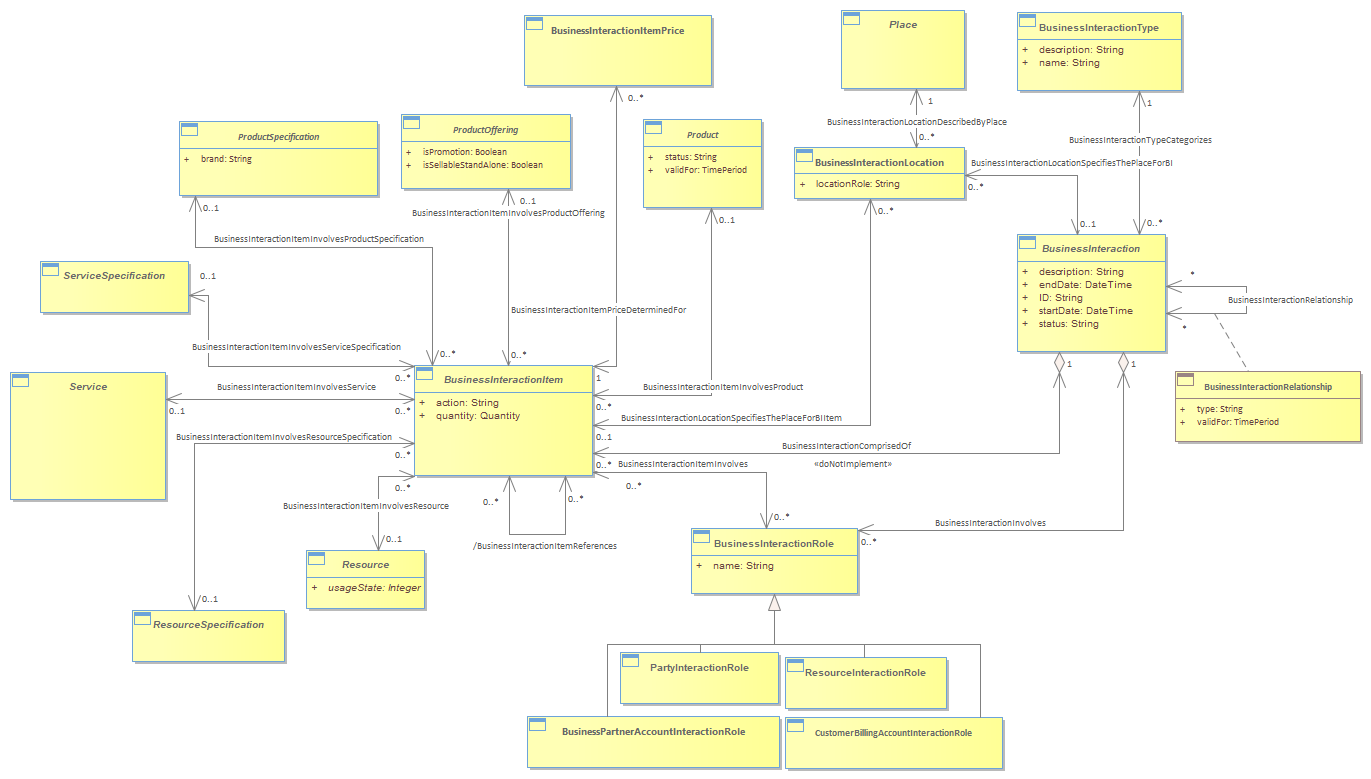 BusinessInteractionItemPrice
Place
BusinessInteractionType
+ description: String
+ name: String
0..*
1
1
BusinessInteractionLocationDescribedByPlace
0..*
BusinessInteractionTypeCategorizes
ProductSpecification
+ brand: String
ProductOffering
+ isPromotion: Boolean
+ isSellableStandAlone: Boolean
Product
+ status: String
+ validFor: TimePeriod
BusinessInteractionLocation
+ locationRole: String
BusinessInteractionLocationSpecifiesThePlaceForBI
0..*
0..1
0..1
BusinessInteractionItemInvolvesProductOffering
0..1
0..*
0..1
0..*
BusinessInteractionItemInvolvesProductSpecification
BusinessInteraction
+ description: String
+ endDate: DateTime
+ ID: String
+ startDate: DateTime
+ status: String
*
BusinessInteractionRelationship
*
ServiceSpecification
0..1
BusinessInteractionItemPriceDeterminedFor
BusinessInteractionItemInvolvesServiceSpecification
0..*
0..*
1
1
0..*
1
BusinessInteractionItem
+ action: String
+ quantity: Quantity
Service
BusinessInteractionItemInvolvesService
0..1
0..*
BusinessInteractionItemInvolvesProduct
0..*
BusinessInteractionRelationship
+ type: String
+ validFor: TimePeriod
BusinessInteractionLocationSpecifiesThePlaceForBIItem
0..1
BusinessInteractionItemInvolvesResourceSpecification
0..*
BusinessInteractionComprisedOf
0..*
«doNotImplement»
BusinessInteractionItemInvolves
0..*
0..*
BusinessInteractionItemInvolvesResource
0..*
0..*
0..*
BusinessInteractionInvolves
0..*
0..1
/BusinessInteractionItemReferences
BusinessInteractionRole
+ name: String
Resource
+ usageState: Integer
0..1
ResourceSpecification
PartyInteractionRole
ResourceInteractionRole
BusinessPartnerAccountInteractionRole
CustomerBillingAccountInteractionRole